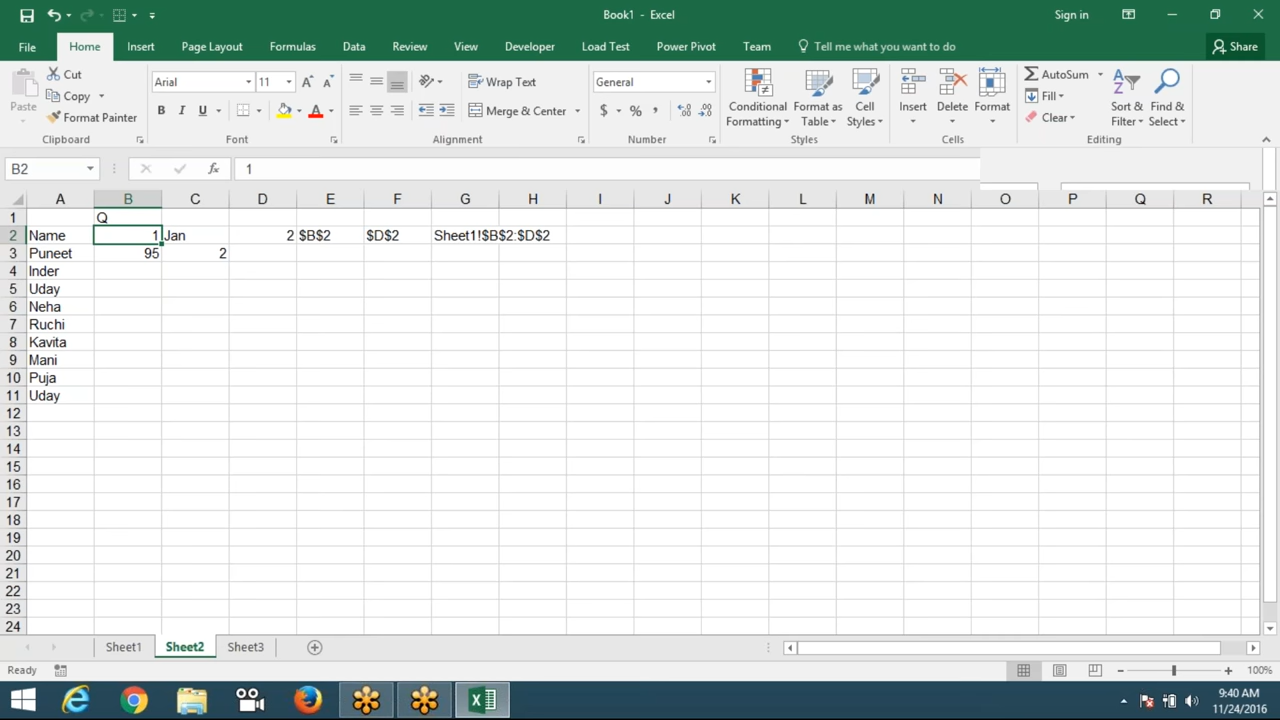 Book1 - Excel
Sign in
File Home Insert Page Layout Formulas Data Review View Developer Load Test Power Pivot Team Tell me what you want to do Share
Paste
Cut
Copy
Format Painter
Clipboard
Arial 11
B I U
Font
Wrap Text
Merge & Center
Alignment
General
$ % ,
Number
Conditional Formatting
Format as Table
Cell Styles
Styles
Insert
Delete
Format
Cells
AutoSum
Fill
Clear
Sort & Filter
Find & Select
Editing
B2 fx 1
A B C D E F G H I J K L M N O P Q R
1 Q
2 Name 1 Jan 2 $B$2 $D$2 Sheet1!$B$2:$D$2
3 Puneet 95 2
4 Inder
5 Uday
6 Neha
7 Ruchi
8 Kavita
9 Mani
10 Puja
11 Uday
12
13
14
15
16
17
18
19
20
21
22
23
24
Sheet1 Sheet2 Sheet3
Ready 100%
9:40 AM
11/24/2016